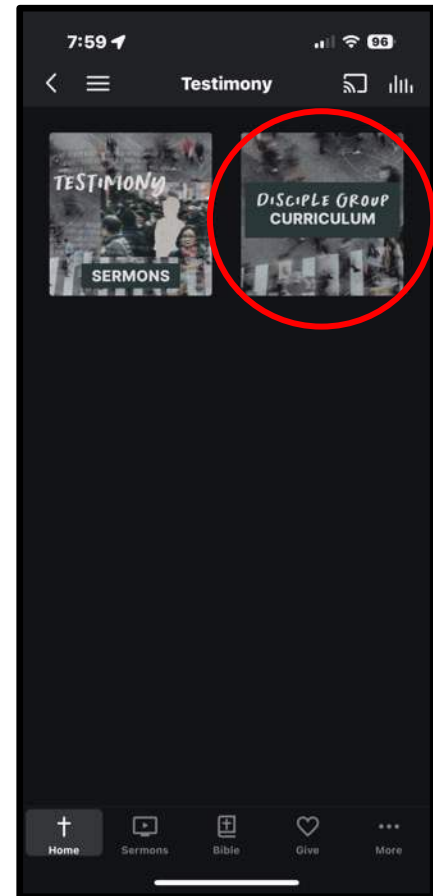 7:59
96
Testimony
TESTIMONY
SERMONS
DISCIPLE GROUP
CURRICULUM
Home
Sermons
Bible
Give
More